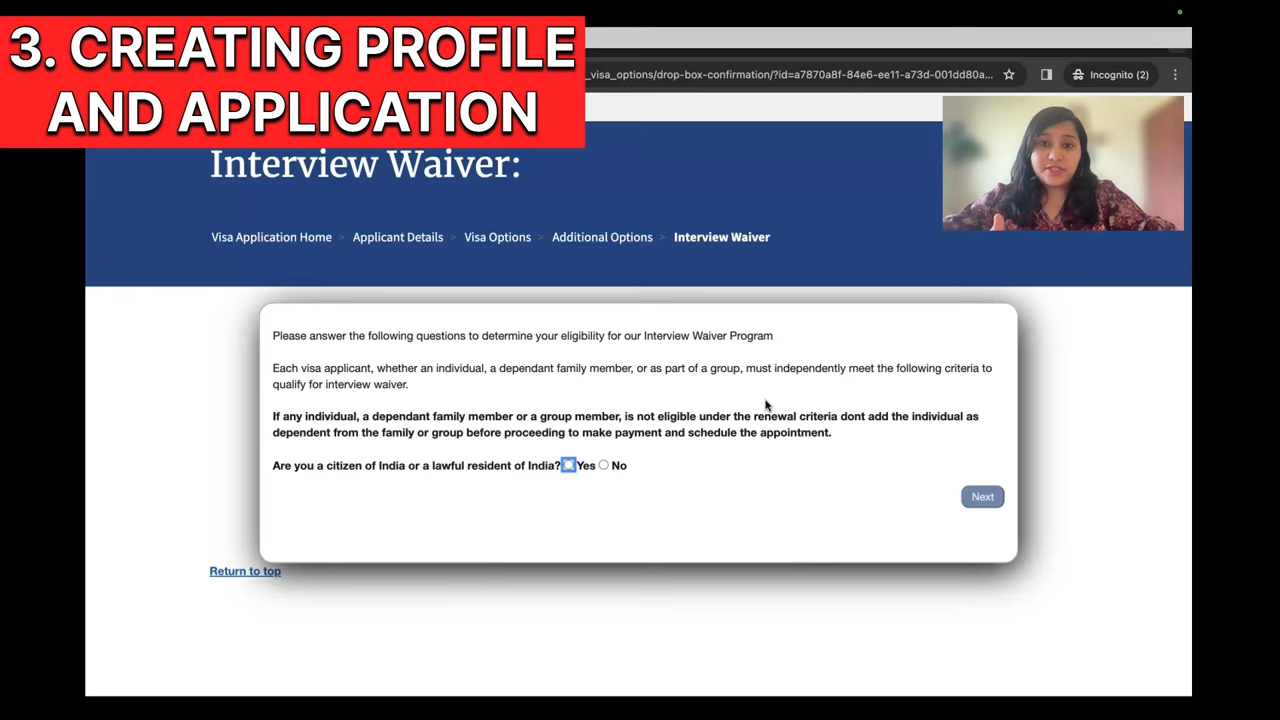 3. CREATING PROFILE
AND APPLICATION
_visa_options/drop-box-confirmation/?id=a7870a8f-84e6-ee11-a73d-001dd80a...
Incognito (2)
Interview Waiver:
Visa Application Home > Applicant Details > Visa Options > Additional Options > Interview Waiver
Please answer the following questions to determine your eligibility for our Interview Waiver Program
Each visa applicant, whether an individual, a dependant family member, or as part of a group, must independently meet the following criteria to
qualify for interview waiver.
If any individual, a dependant family member or a group member, is not eligible under the renewal criteria dont add the individual as
dependent from the family or group before proceeding to make payment and schedule the appointment.
Are you a citizen of India or a lawful resident of India? Yes No
Next
Return to top